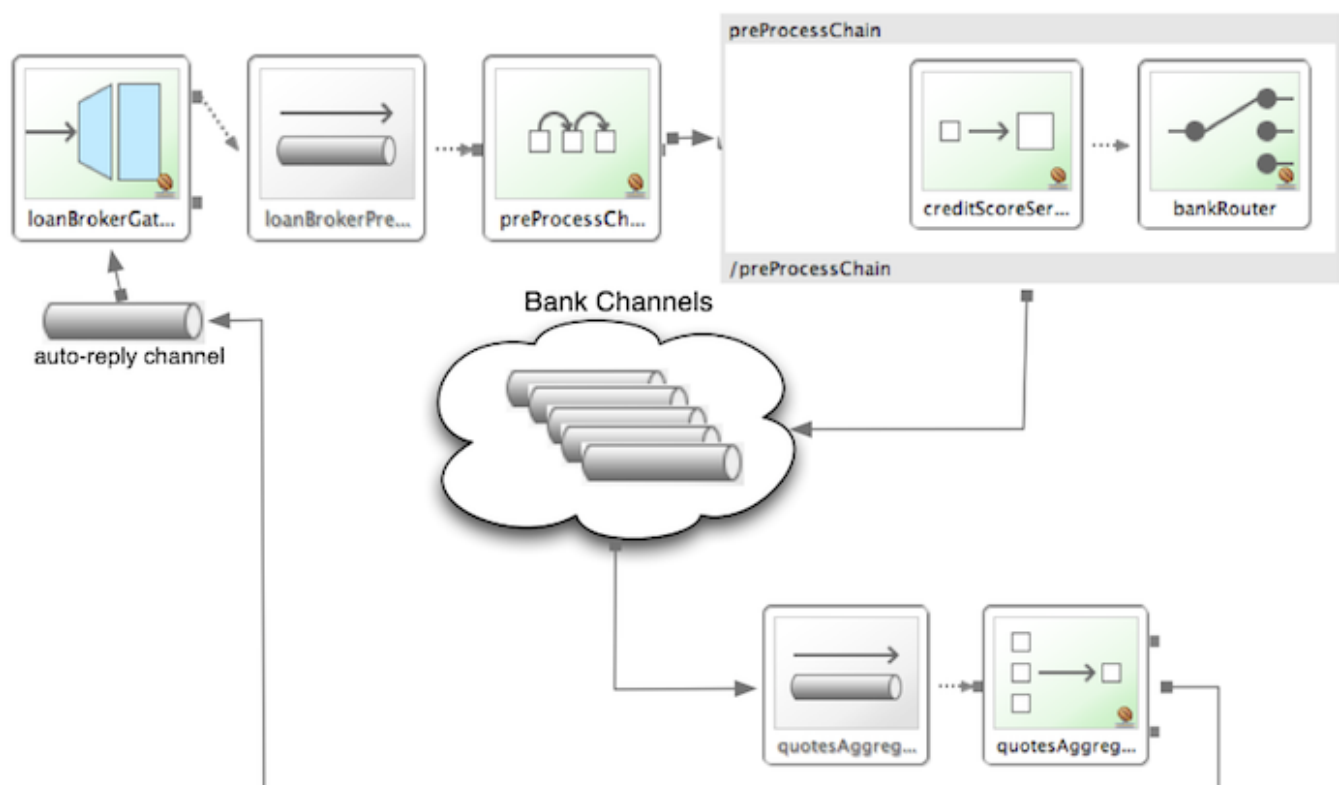 preProcessChain
loanBrokerGat...
loanBrokerPre...
preProcessCh...
creditScoreSer...
bankRouter
/preProcessChain
Bank Channels
auto-reply channel
quotesAggreg...
quotesAggreg...